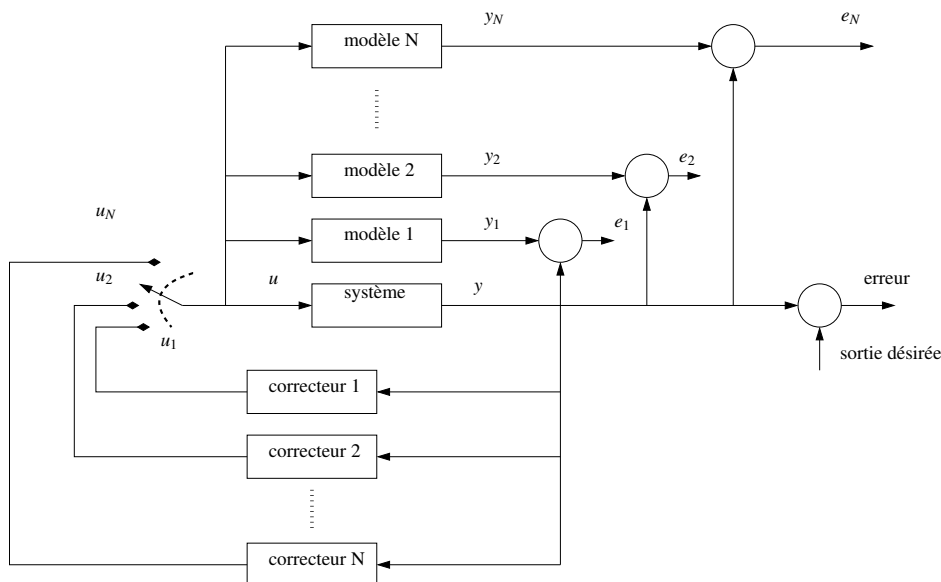 y_N
e_N
modèle N
modèle 2
y_2
e_2
u_N
modèle 1
y_1
e_1
u_2
u
système
y
erreur
u_1
sortie désirée
correcteur 1
correcteur 2
correcteur N